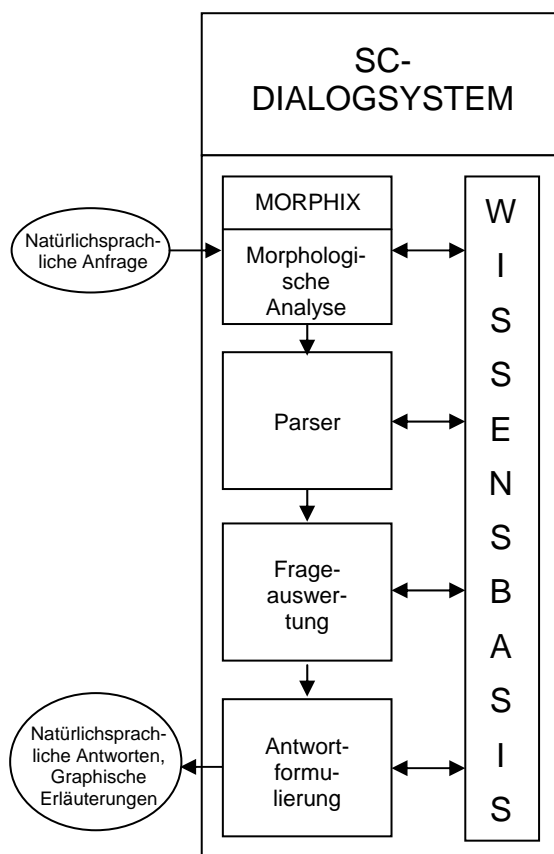 SC-
DIALOGSYSTEM
MORPHIX
Natürlichsprach-
liche Anfrage
Morphologi-
sche
Analyse
Parser
Frage-
auswer-
tung
Natürlichsprach-
liche Antworten,
Graphische
Erläuterungen
Antwort-
formu-
lierung
W
I
S
S
E
N
S
B
A
S
I
S